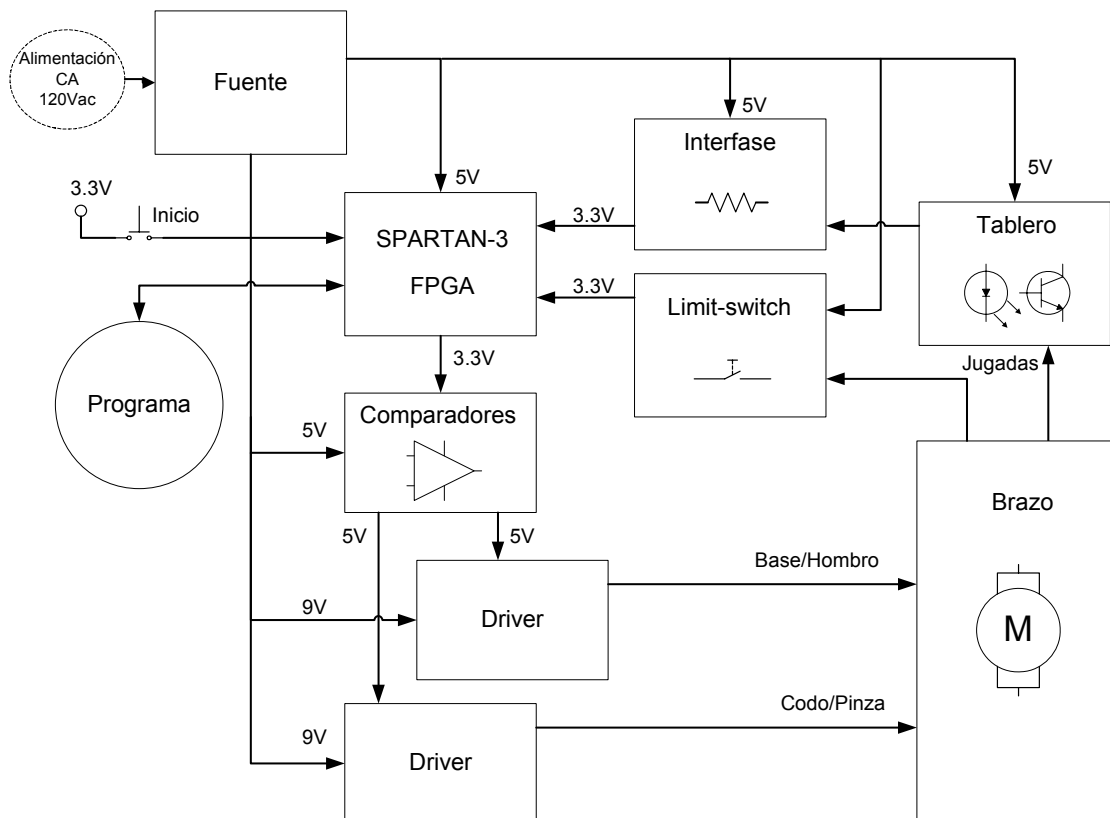 Alimentación
CA
120Vac
Fuente
5V
Interfase
5V
5V
3.3V
Inicio
3.3V
SPARTAN-3
FPGA
Tablero
3.3V
Limit-switch
3.3V
Jugadas
Programa
Comparadores
5V
5V
5V
Brazo
Base/Hombro
9V
Driver
M
Codo/Pinza
9V
Driver